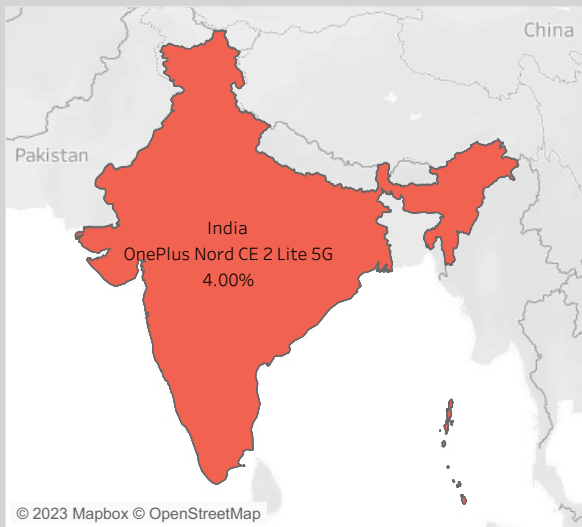 China
Pakistan
India
OnePlus Nord CE 2 Lite 5G
4.00%
© 2023 Mapbox © OpenStreetMap